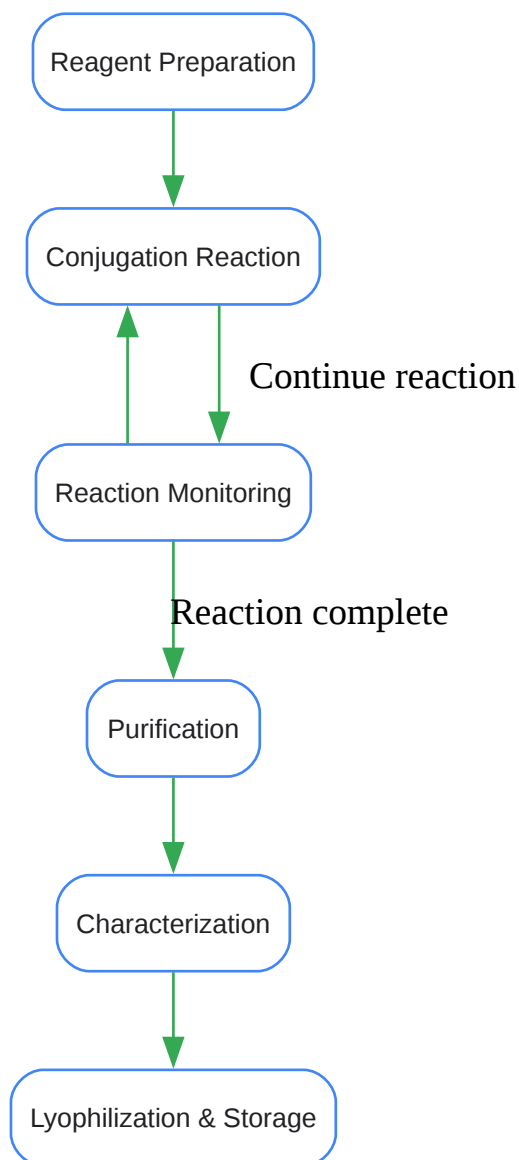 Reagent Preparation
Conjugation Reaction
Continue reaction
Reaction Monitoring
Reaction complete
Purification
Characterization
Lyophilization & Storage